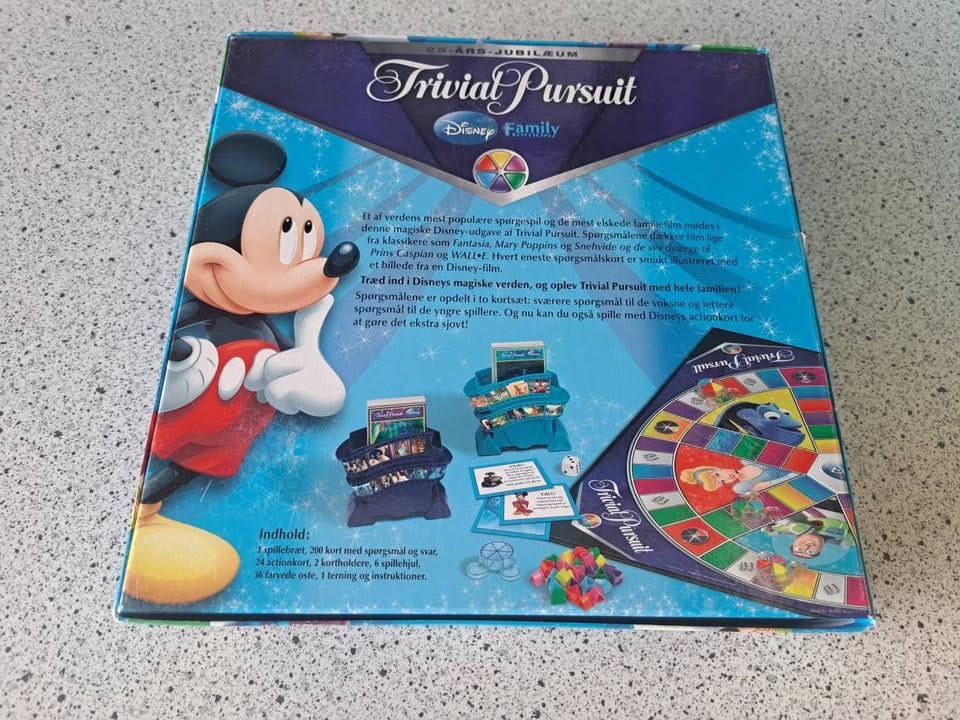 25-ÅRS-JUBILÆUM
Trivial Pursuit
Disney Family
EDITION
Et af verdens mest populære spørgespil og de mest elskede familiefilm mødes i
denne magiske Disney-udgave af Trivial Pursuit. Spørgsmålene dækker film lige
fra klassikere som Fantasia, Mary Poppins og Snehvide og de syv dværge til
Prins Caspian og WALL•E. Hvert eneste spørgsmålskort er smukt illustreret med
et billede fra en Disney-film.
Træd ind i Disneys magiske verden, og oplev Trivial Pursuit med hele familien!
Spørgsmålene er opdelt i to kortsæt: sværere spørgsmål til de voksne og lettere
spørgsmål til de yngre spillere. Og nu kan du også spille med Disneys actionkort for
at gøre det ekstra sjovt!
Trivial Pursuit
Trivial Pursuit
VÆLG!
Trivial Pursuit
Indhold:
1 spillebræt, 200 kort med spørgsmål og svar,
24 actionkort, 2 kortholdere, 6 spillehjul,
36 farvede oste, 1 terning og instruktioner.